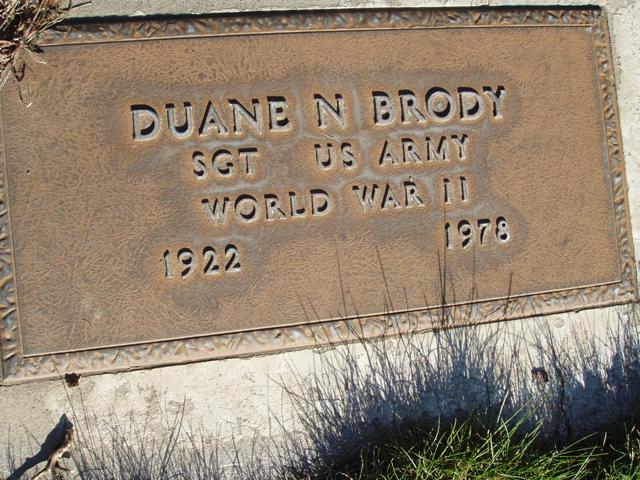 DUANE N BRODY
SGT US ARMY
WORLD WAR II
1922 1978